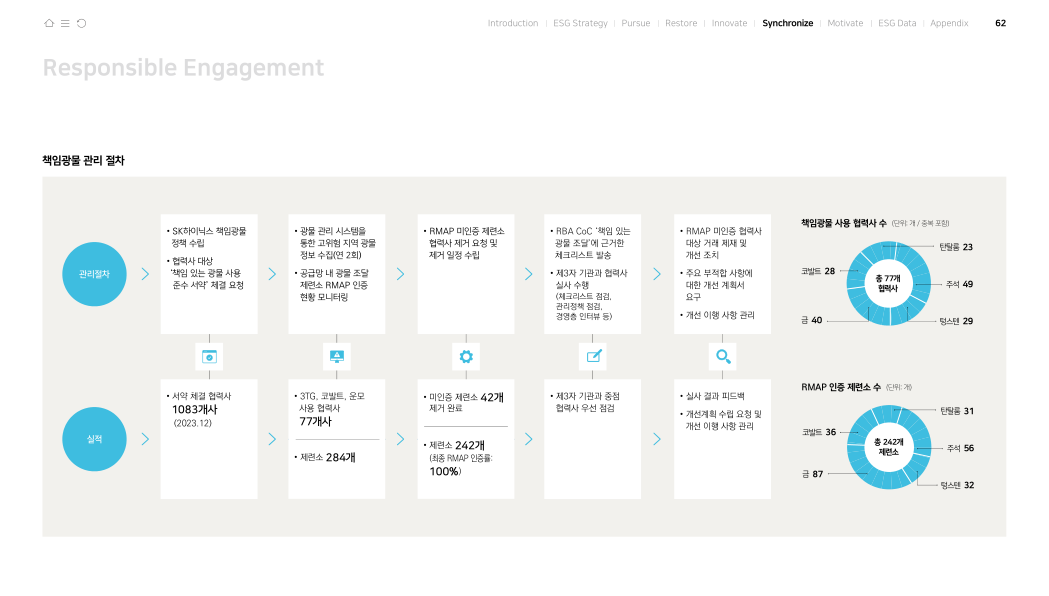 Introduction | ESG Strategy | Pursue | Restore | Innovate | Synchronize | Motivate | ESG Data | Appendix 62
Responsible Engagement
책임광물 관리 절차
관리절차
• SK하이닉스 책임광물
정책 수립
• 협력사 대상
‘책임 있는 광물 사용
준수 서약’ 체결 요청
• 광물 관리 시스템을
통한 고위험 지역 광물
정보 수집(연 2회)
• 공급망 내 광물 조달
제련소 RMAP 인증
현황 모니터링
• RMAP 미인증 제련소
협력사 제거 요청 및
제거 일정 수립
• RBA CoC ‘책임 있는
광물 조달’에 근거한
체크리스트 발송
• 제3자 기관과 협력사
실사 수행
(체크리스트 점검,
관리정책 점검,
경영층 인터뷰 등)
• RMAP 미인증 협력사
대상 거래 제재 및
개선 조치
• 주요 부적합 사항에
대한 개선 계획서
요구
• 개선 이행 사항 관리
실적
• 서약 체결 협력사
1083개사
(2023.12)
• 3TG, 코발트, 운모
사용 협력사
77개사
• 제련소 284개
• 미인증 제련소 42개
제거 완료
• 제련소 242개
(최종 RMAP 인증률:
100%)
• 제3자 기관과 중점
협력사 우선 점검
• 실사 결과 피드백
• 개선계획 수립 요청 및
개선 이행 사항 관리
책임광물 사용 협력사 수 (단위: 개 / 중복 포함)
탄탈룸 23
코발트 28
총 77개
협력사
주석 49
금 40
텅스텐 29
RMAP 인증 제련소 수 (단위: 개)
탄탈룸 31
코발트 36
총 242개
제련소
주석 56
금 87
텅스텐 32